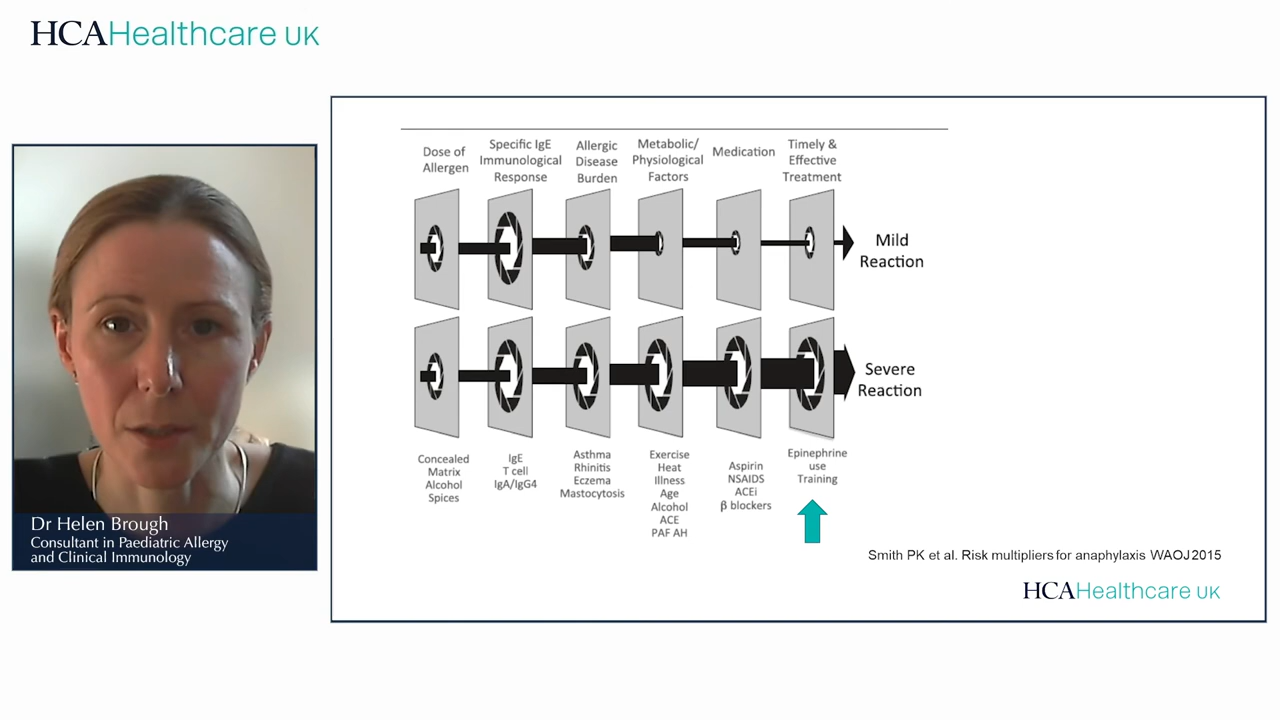 HCAHealthcare UK
Dr Helen Brough
Consultant in Paediatric Allergy
and Clinical Immunology
Dose of
Allergen
Specific IgE
Immunological
Response
Allergic
Disease
Burden
Metabolic/
Physiological
Factors
Medication
Timely &
Effective
Treatment
Mild
Reaction
Severe
Reaction
Concealed
Matrix
Alcohol
Spices
IgE
T cell
IgA/IgG4
Asthma
Rhinitis
Eczema
Mastocytosis
Exercise
Heat
Illness
Age
Alcohol
ACE
PAF AH
Aspirin
NSAIDS
ACEi
β blockers
Epinephrine
use
Training
Smith PK et al. Risk multipliers for anaphylaxis WAOJ 2015
HCAHealthcare UK